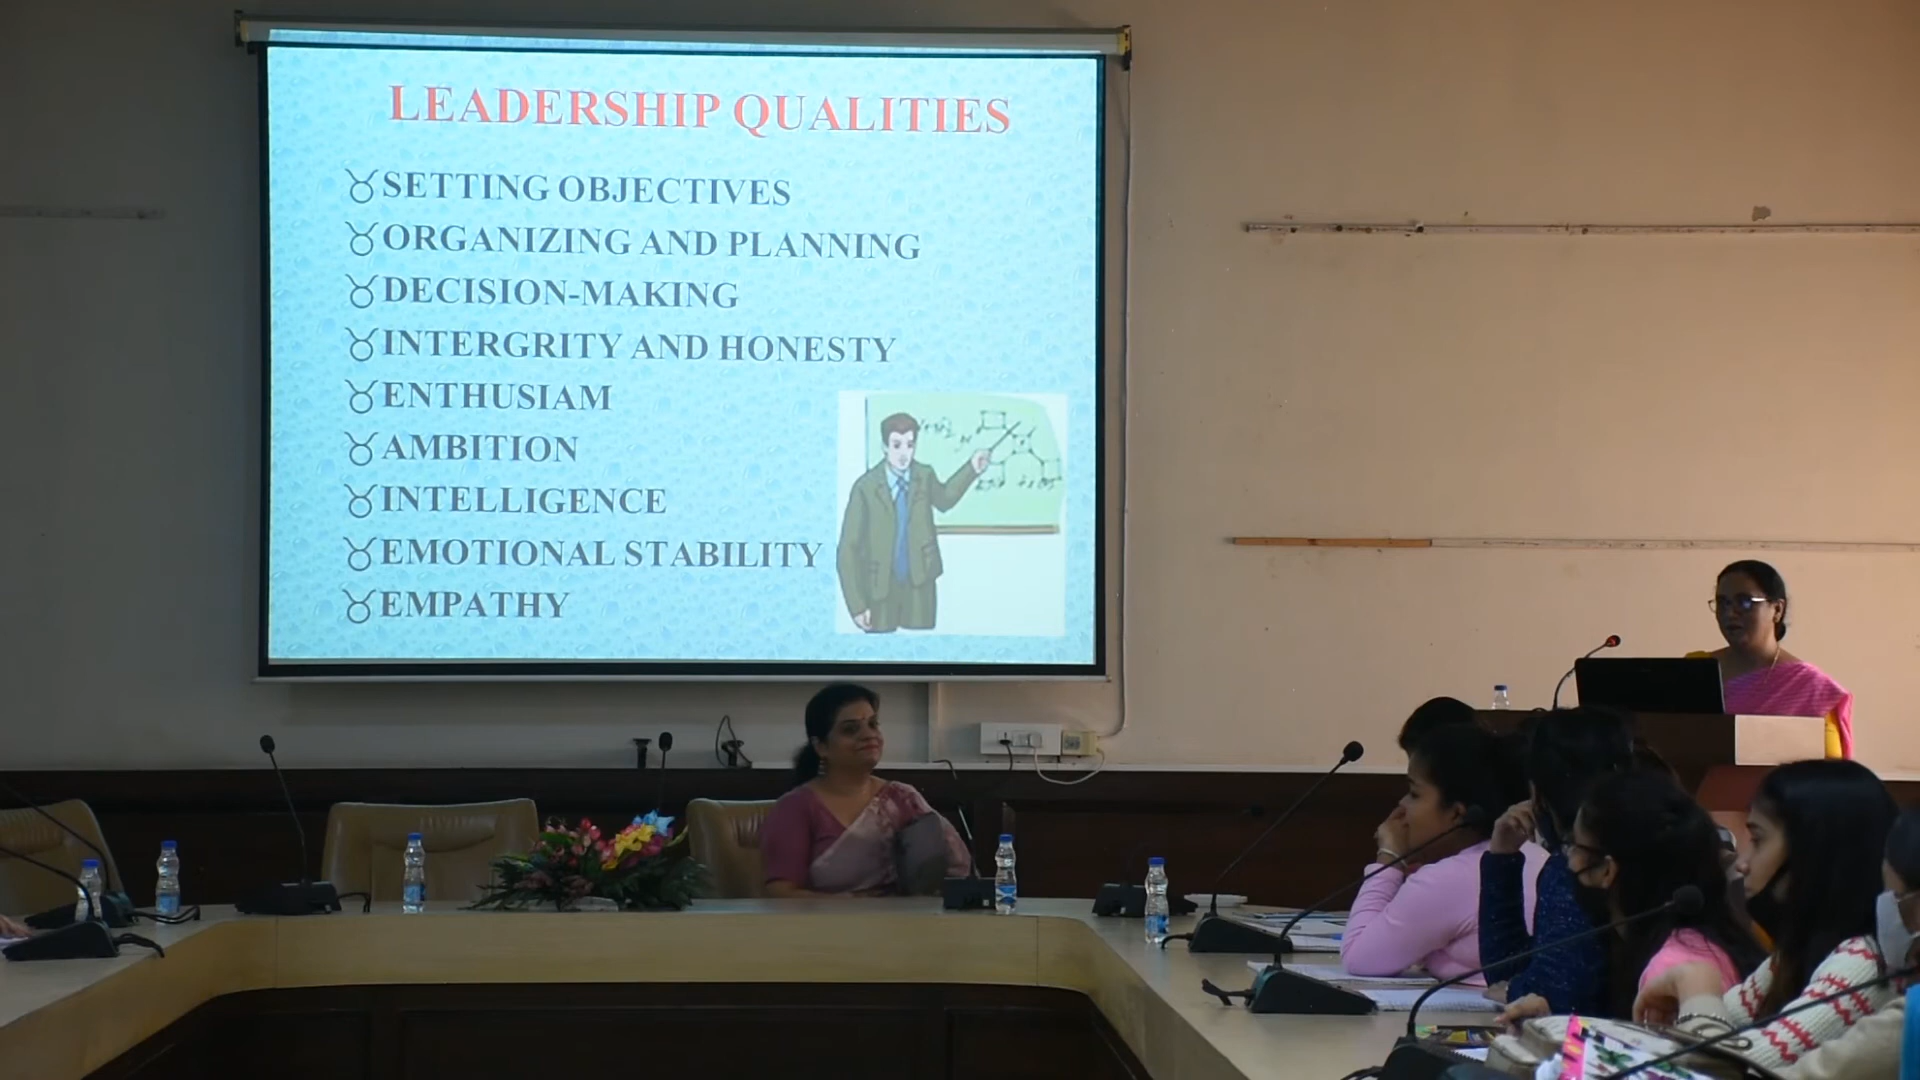 LEADERSHIP QUALITIES
SETTING OBJECTIVES
ORGANIZING AND PLANNING
DECISION-MAKING
INTERGRITY AND HONESTY
ENTHUSIAM
AMBITION
INTELLIGENCE
EMOTIONAL STABILITY
EMPATHY